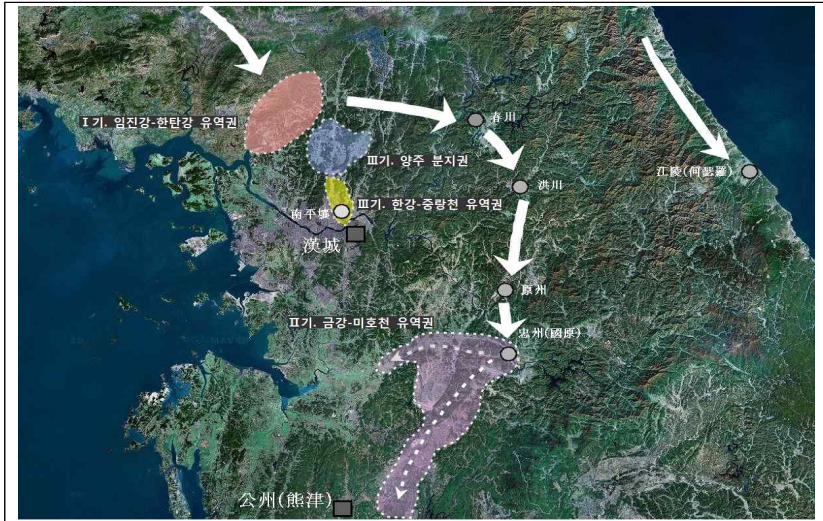 春川
Ⅰ기. 임진강-한탄강 유역권
Ⅲ기. 양주 분지권
江陵(何瑟羅)
洪川
Ⅲ기. 한강-중랑천 유역권
南平壤
漢城
原州
Ⅱ기. 금강-미호천 유역권
忠州(國原)
公州(熊津)